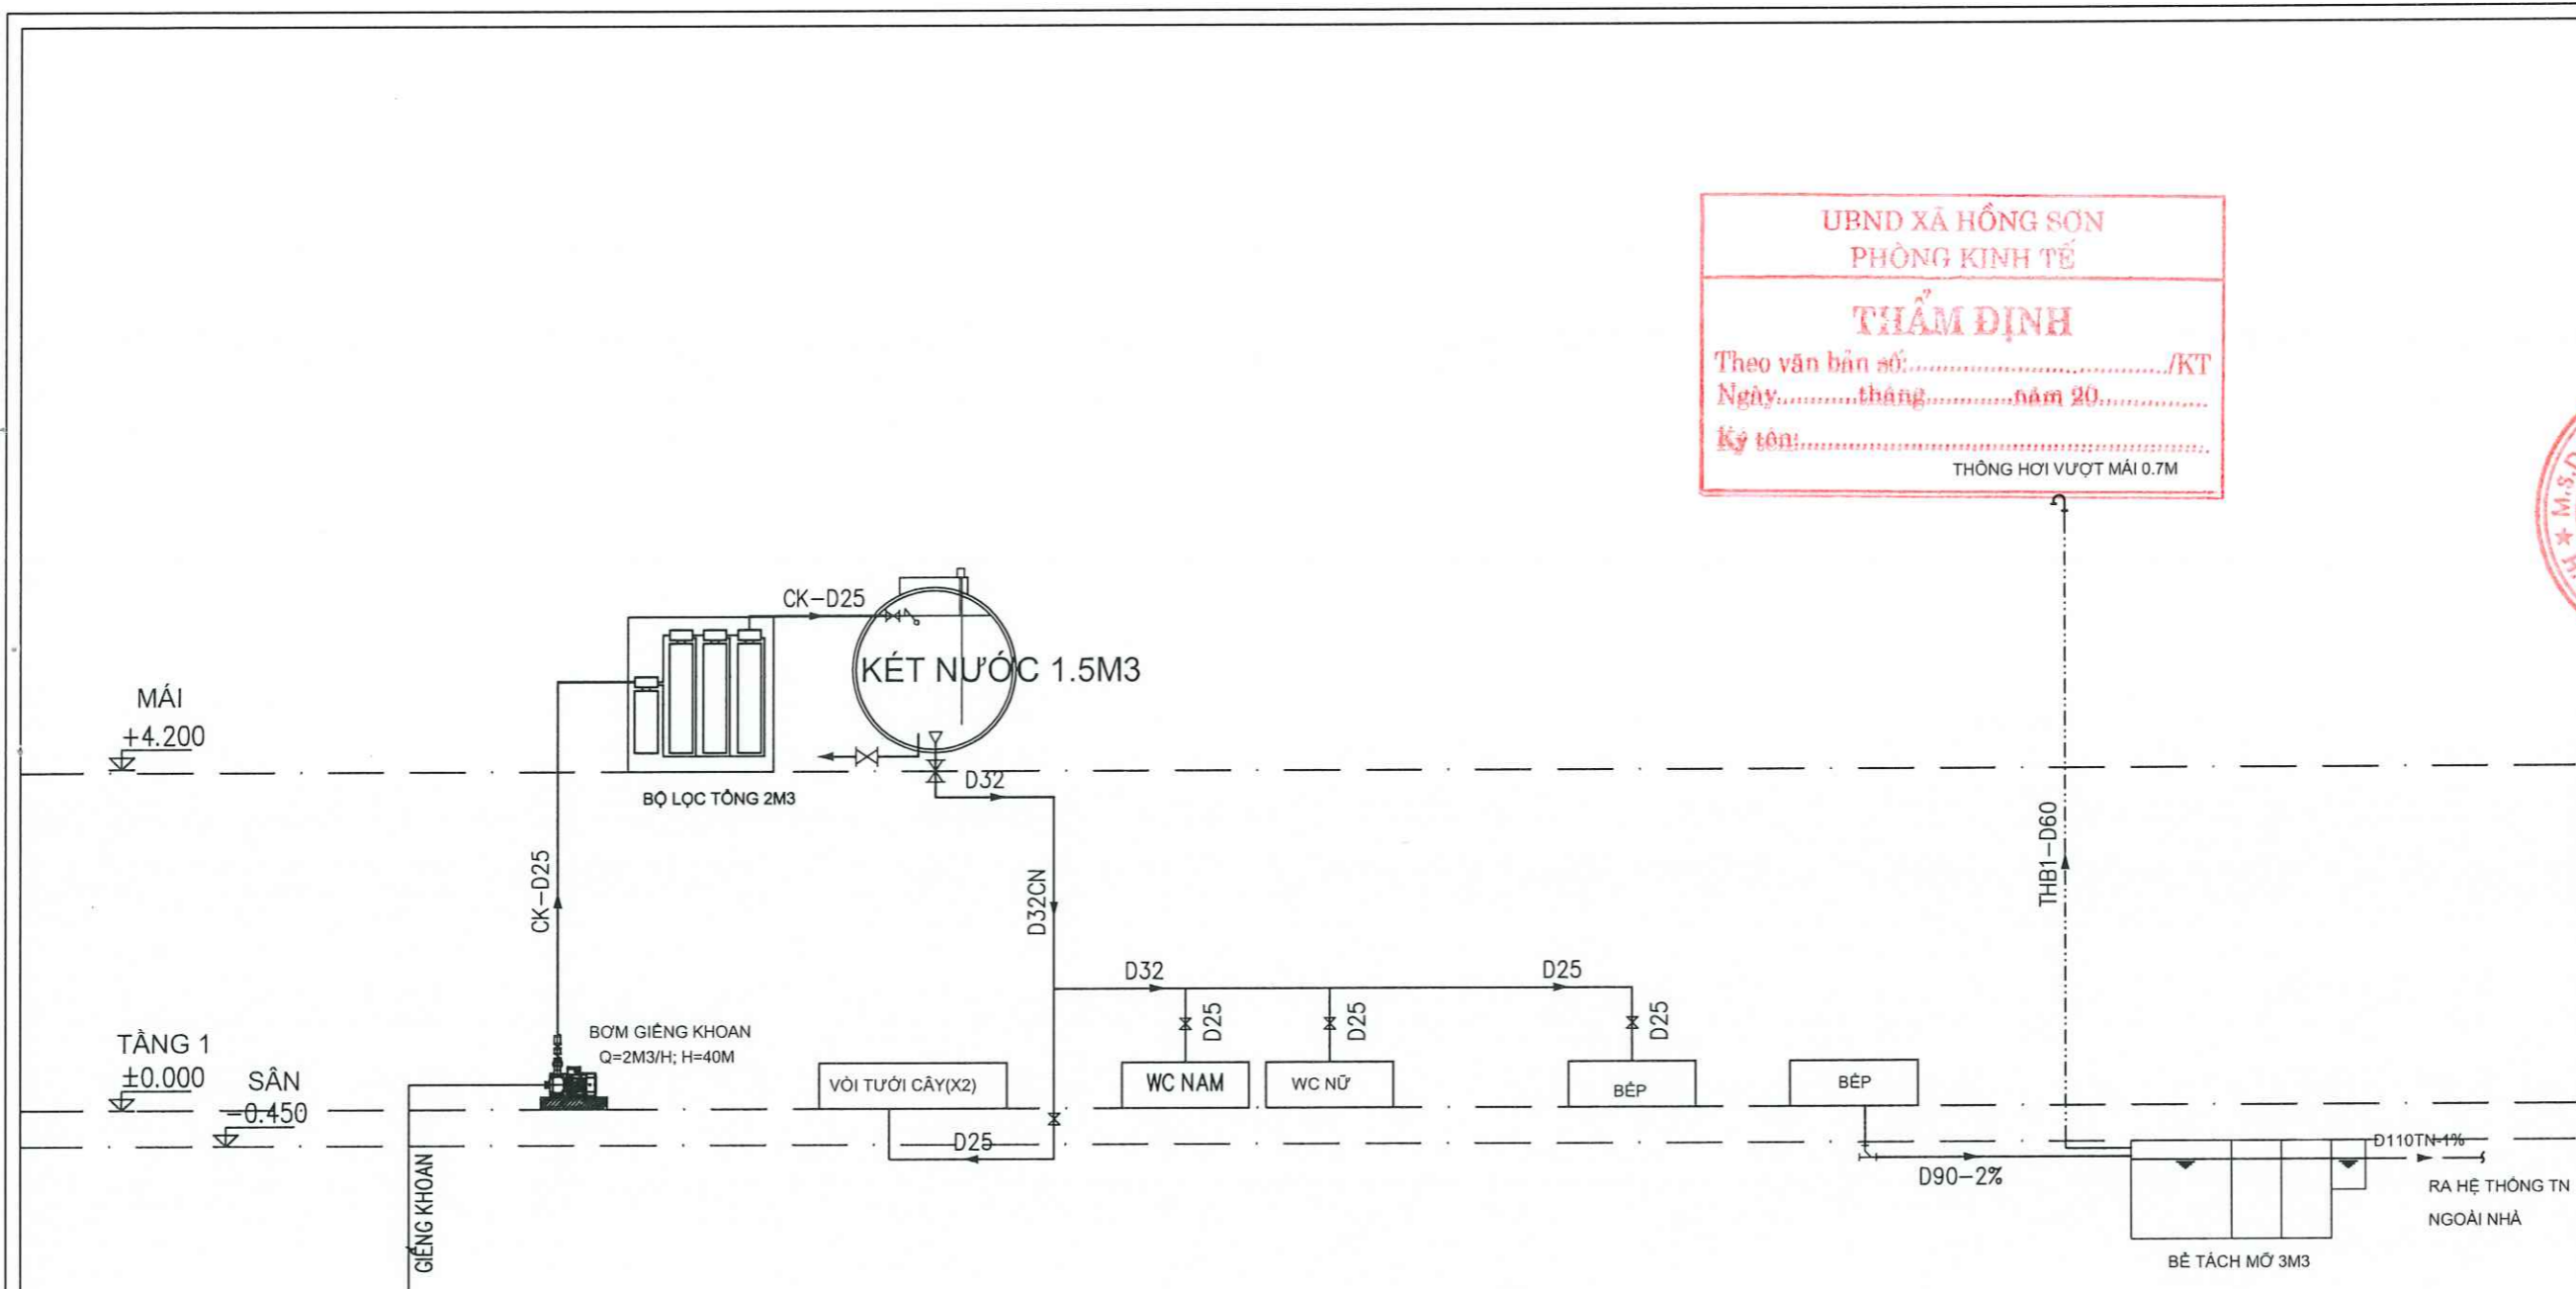 UBND XÃ HỒNG SƠN
PHÒNG KINH TẾ
THẨM ĐỊNH
Theo văn bản số:............................../KT
Ngày............tháng............năm 20..............
Ký tên:..................................................
THÔNG HƠI VƯỢT MÁI 0.7M
★ M.S.D
CK-D25
KÉT NƯỚC 1.5M3
MÁI
+4.200
BỘ LỌC TỔNG 2M3
D32
CK-D25
D32CN
THB1-D60
D32
D25
BƠM GIẾNG KHOAN
Q=2M3/H; H=40M
D25
D25
D25
TẦNG 1
±0.000
SÂN
-0.450
VÒI TƯỚI CÂY(X2)
WC NAM
WC NỮ
BẾP
BẾP
D25
D90-2%
D110TN-1%
GIẾNG KHOAN
RA HỆ THỐNG TN
NGOÀI NHÀ
BỂ TÁCH MỠ 3M3